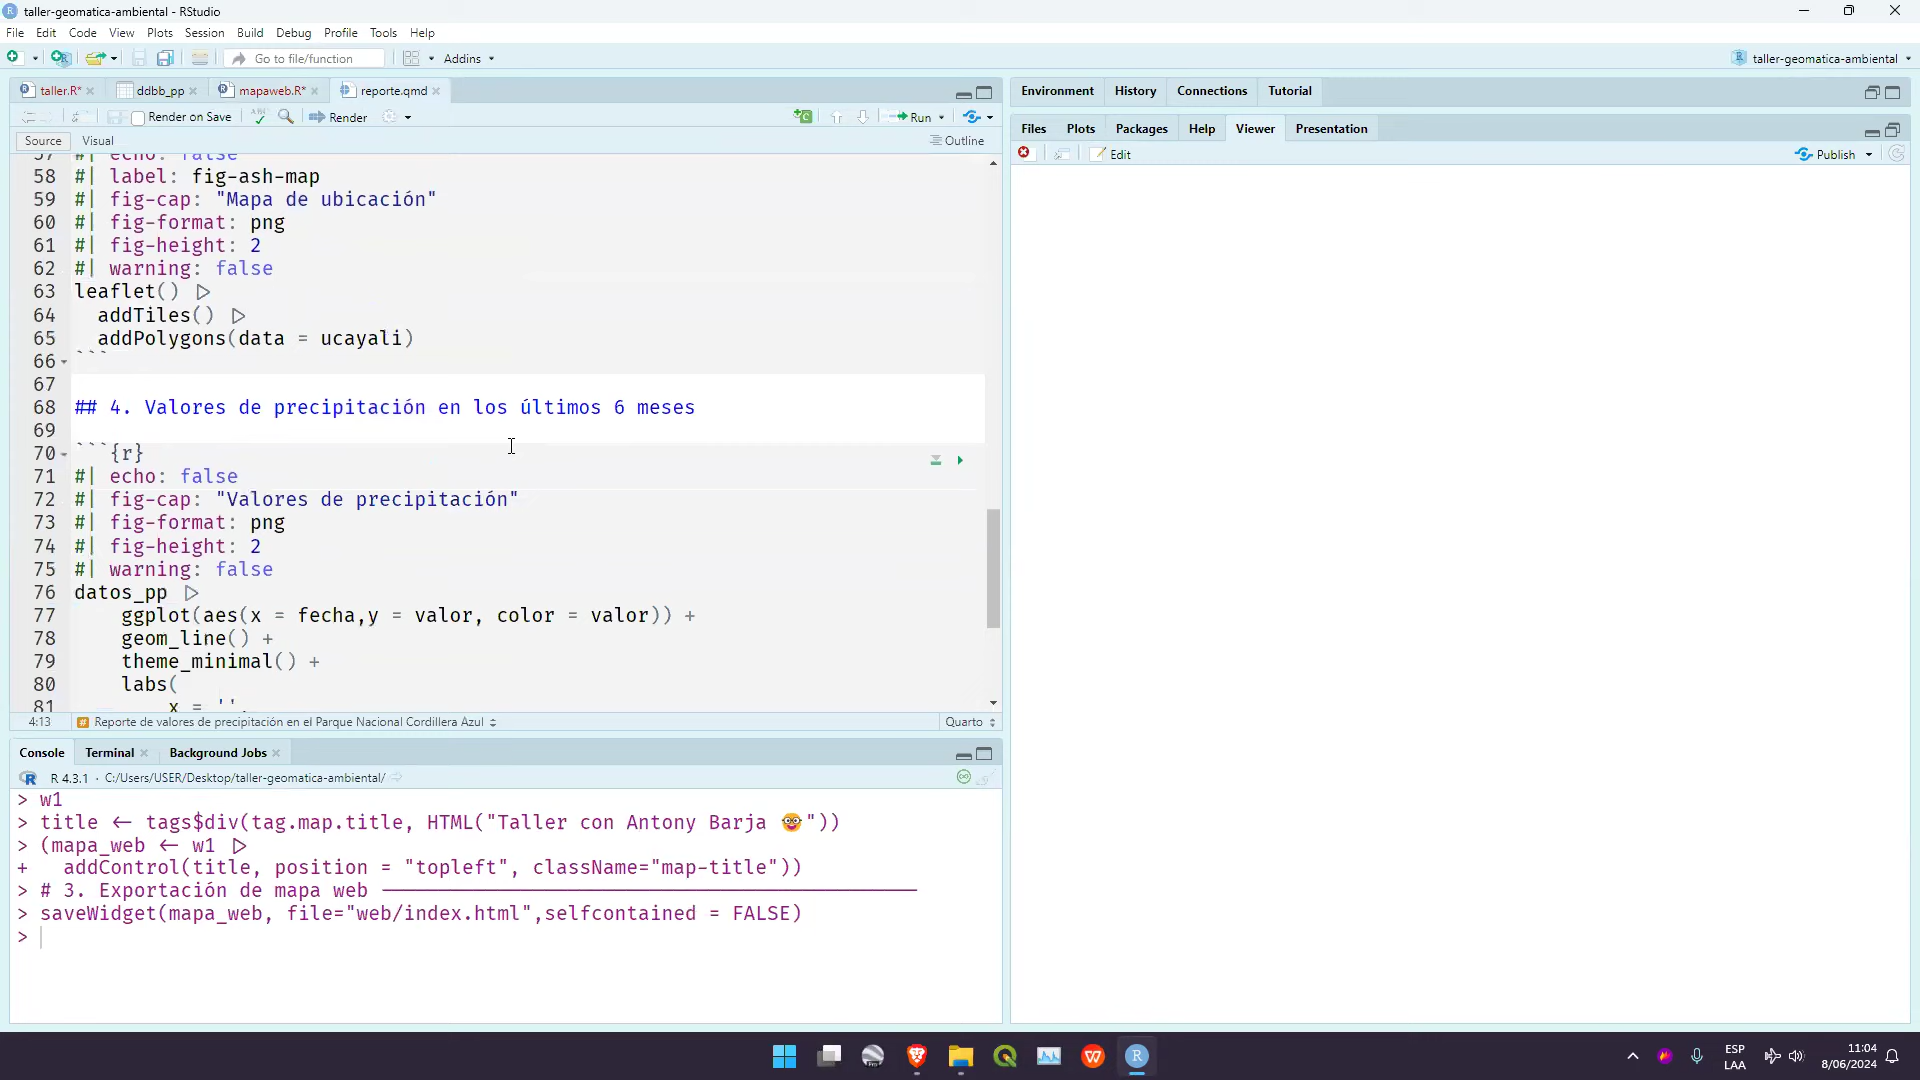 taller-geomatica-ambiental - RStudio
File Edit Code View Plots Session Build Debug Profile Tools Help
Go to file/function Addins taller-geomatica-ambiental
taller.R* ddbb_pp mapaweb.R* reporte.qmd
Render on Save Render Run
Source Visual Outline
57 #| echo: false
58 #| label: fig-ash-map
59 #| fig-cap: "Mapa de ubicación"
60 #| fig-format: png
61 #| fig-height: 2
62 #| warning: false
63 leaflet() |>
64 addTiles() |>
65 addPolygons(data = ucayali)
66 ```
67
68 ## 4. Valores de precipitación en los últimos 6 meses
69
70 ```{r}
71 #| echo: false
72 #| fig-cap: "Valores de precipitación"
73 #| fig-format: png
74 #| fig-height: 2
75 #| warning: false
76 datos_pp |>
77 ggplot(aes(x = fecha,y = valor, color = valor)) +
78 geom_line() +
79 theme_minimal() +
80 labs(
81 x = '',
4:13 Reporte de valores de precipitación en el Parque Nacional Cordillera Azul Quarto
Console Terminal Background Jobs
R 4.3.1 · C:/Users/USER/Desktop/taller-geomatica-ambiental/
> w1
> title <- tags$div(tag.map.title, HTML("Taller con Antony Barja 🤓"))
> (mapa_web <- w1 |>
+ addControl(title, position = "topleft", className="map-title"))
> # 3. Exportación de mapa web ----------------------------------------------
> saveWidget(mapa_web, file="web/index.html",selfcontained = FALSE)
>
Environment History Connections Tutorial
Files Plots Packages Help Viewer Presentation
Edit Publish
ESP
LAA
11:04
8/06/2024